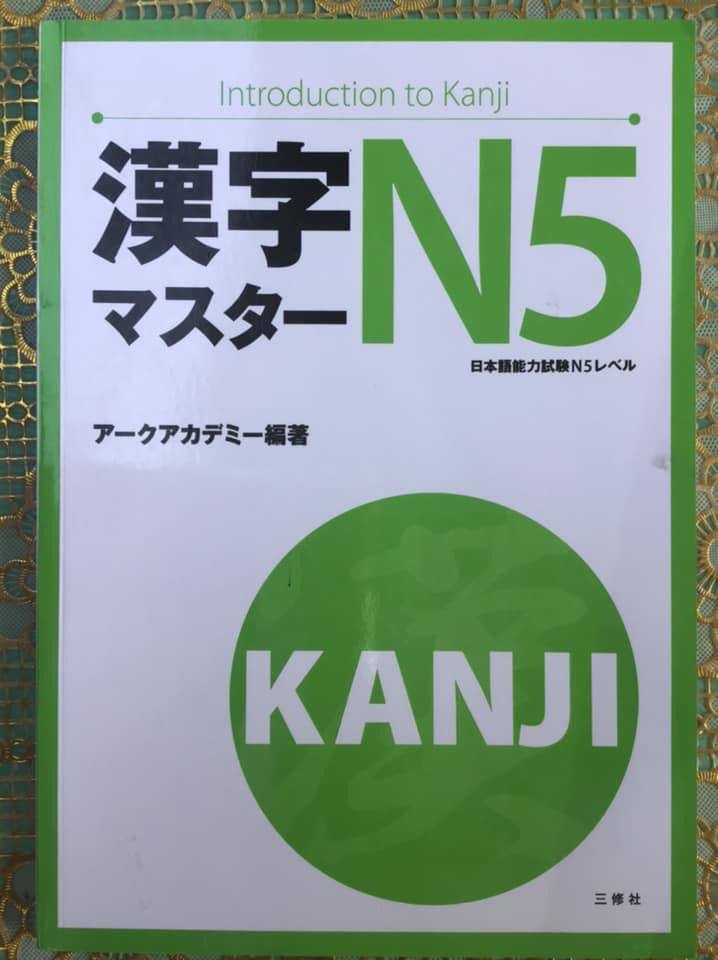 Introduction to Kanji
漢字
マスター
N5
日本語能力試験N5レベル
アークアカデミー編著
KANJI
三修社